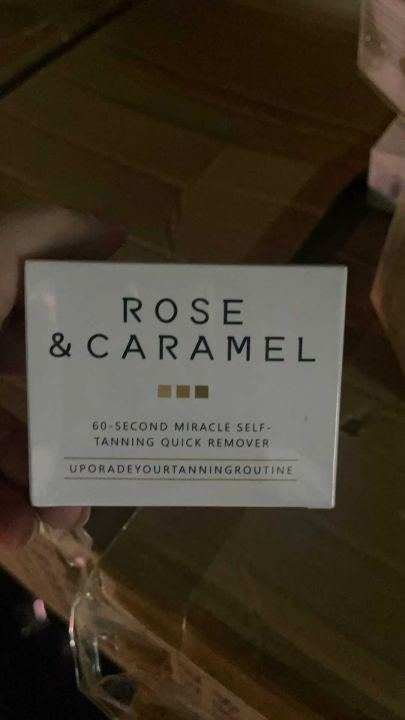 ROSE
& CARAMEL
60-SECOND MIRACLE SELF-
TANNING QUICK REMOVER
UPORADEYOURTANNINGROUTINE